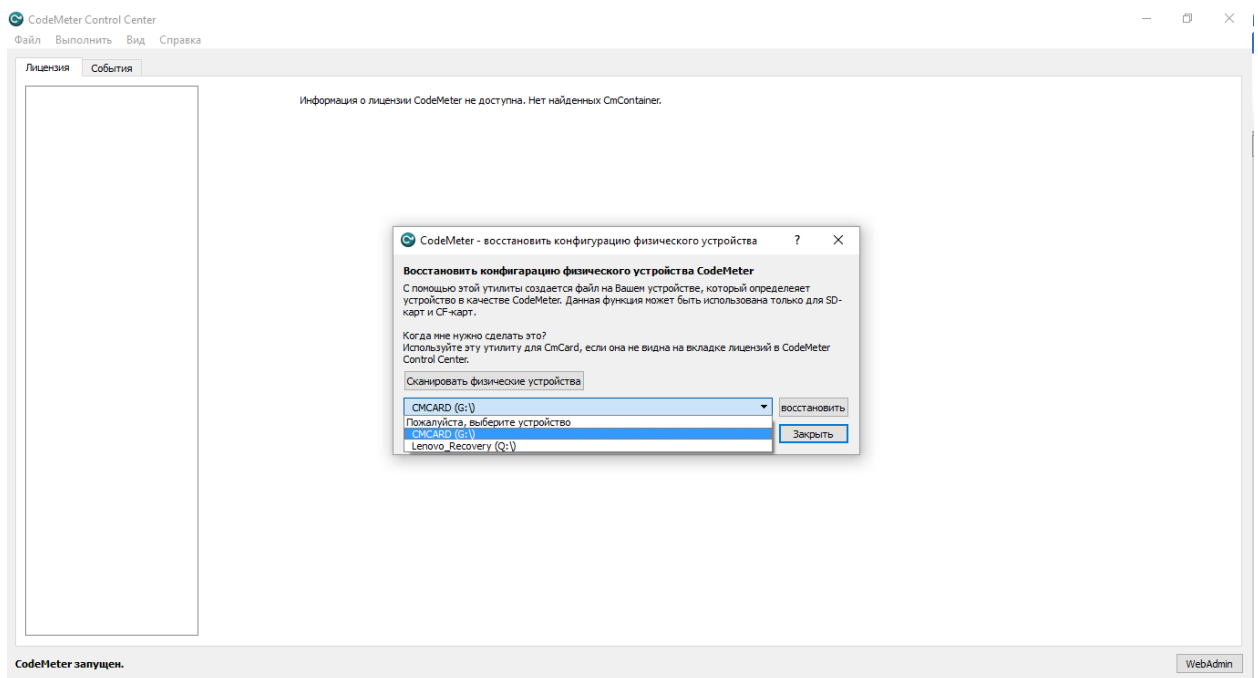 CodeMeter Control Center
Файл Выполнить Вид Справка
Лицензия События
Информация о лицензии CodeMeter не доступна. Нет найденных CmContainer.
CodeMeter - восстановить конфигурацию физического устройства ?
Восстановить конфигарацию физического устройства CodeMeter
С помощью этой утилиты создается файл на Вашем устройстве, который определеяет
устройство в качестве CodeMeter. Данная функция может быть использована только для SD-
карт и CF-карт.
Когда мне нужно сделать это?
Используйте эту утилиту для CmCard, если она не видна на вкладке лицензий в CodeMeter
Control Center.
Сканировать физические устройства
CMCARD (G:\) восстановить
Пожалуйста, выберите устройство
CMCARD (G:\) Закрыть
Lenovo_Recovery (Q:\)
CodeMeter запущен. WebAdmin